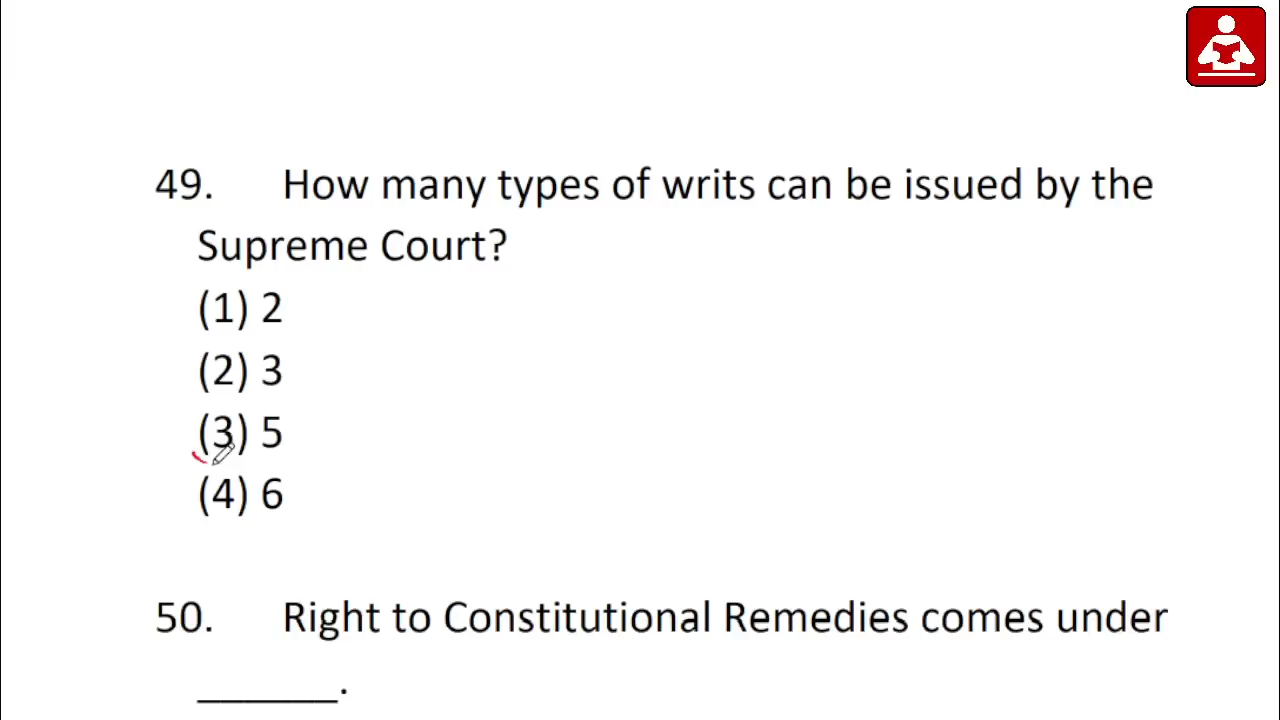 49. How many types of writs can be issued by the
Supreme Court?
(1) 2
(2) 3
(3) 5
(4) 6
50. Right to Constitutional Remedies comes under
______.